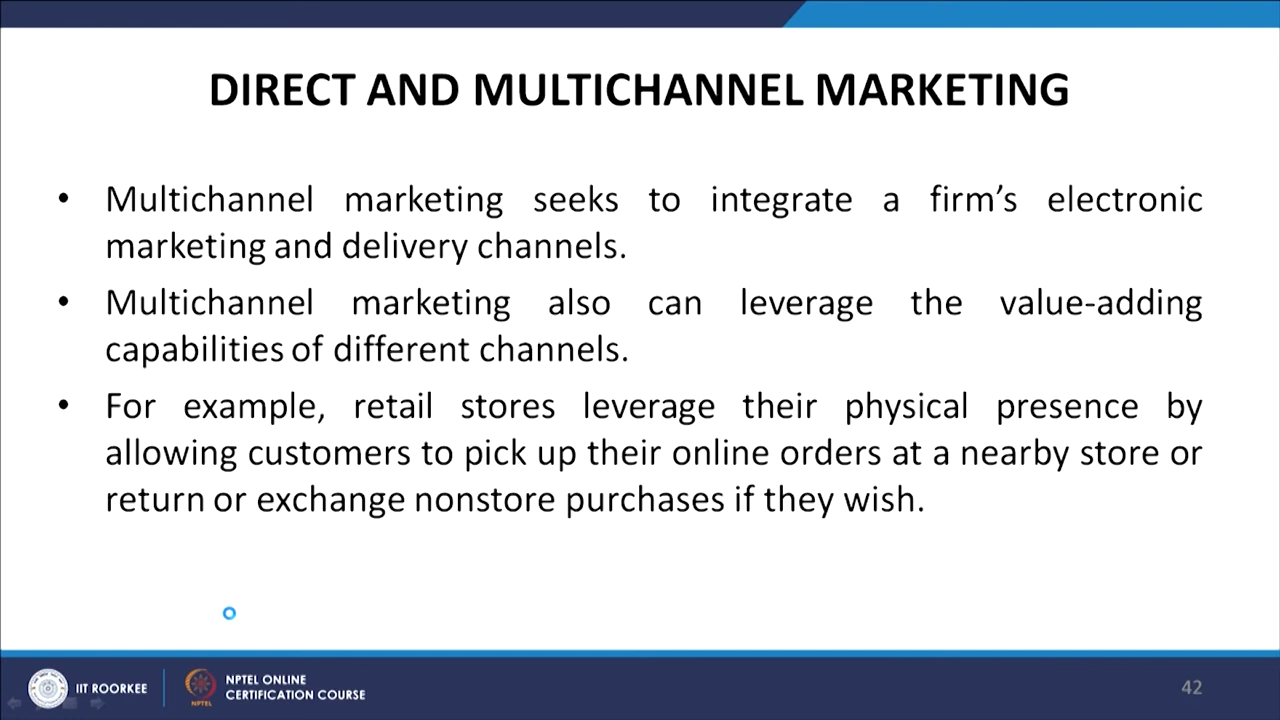 DIRECT AND MULTICHANNEL MARKETING
• Multichannel marketing seeks to integrate a firm’s electronic
marketing and delivery channels.
• Multichannel marketing also can leverage the value-adding
capabilities of different channels.
• For example, retail stores leverage their physical presence by
allowing customers to pick up their online orders at a nearby store or
return or exchange nonstore purchases if they wish.
IIT ROORKEE
NPTEL
NPTEL ONLINE
CERTIFICATION COURSE
42